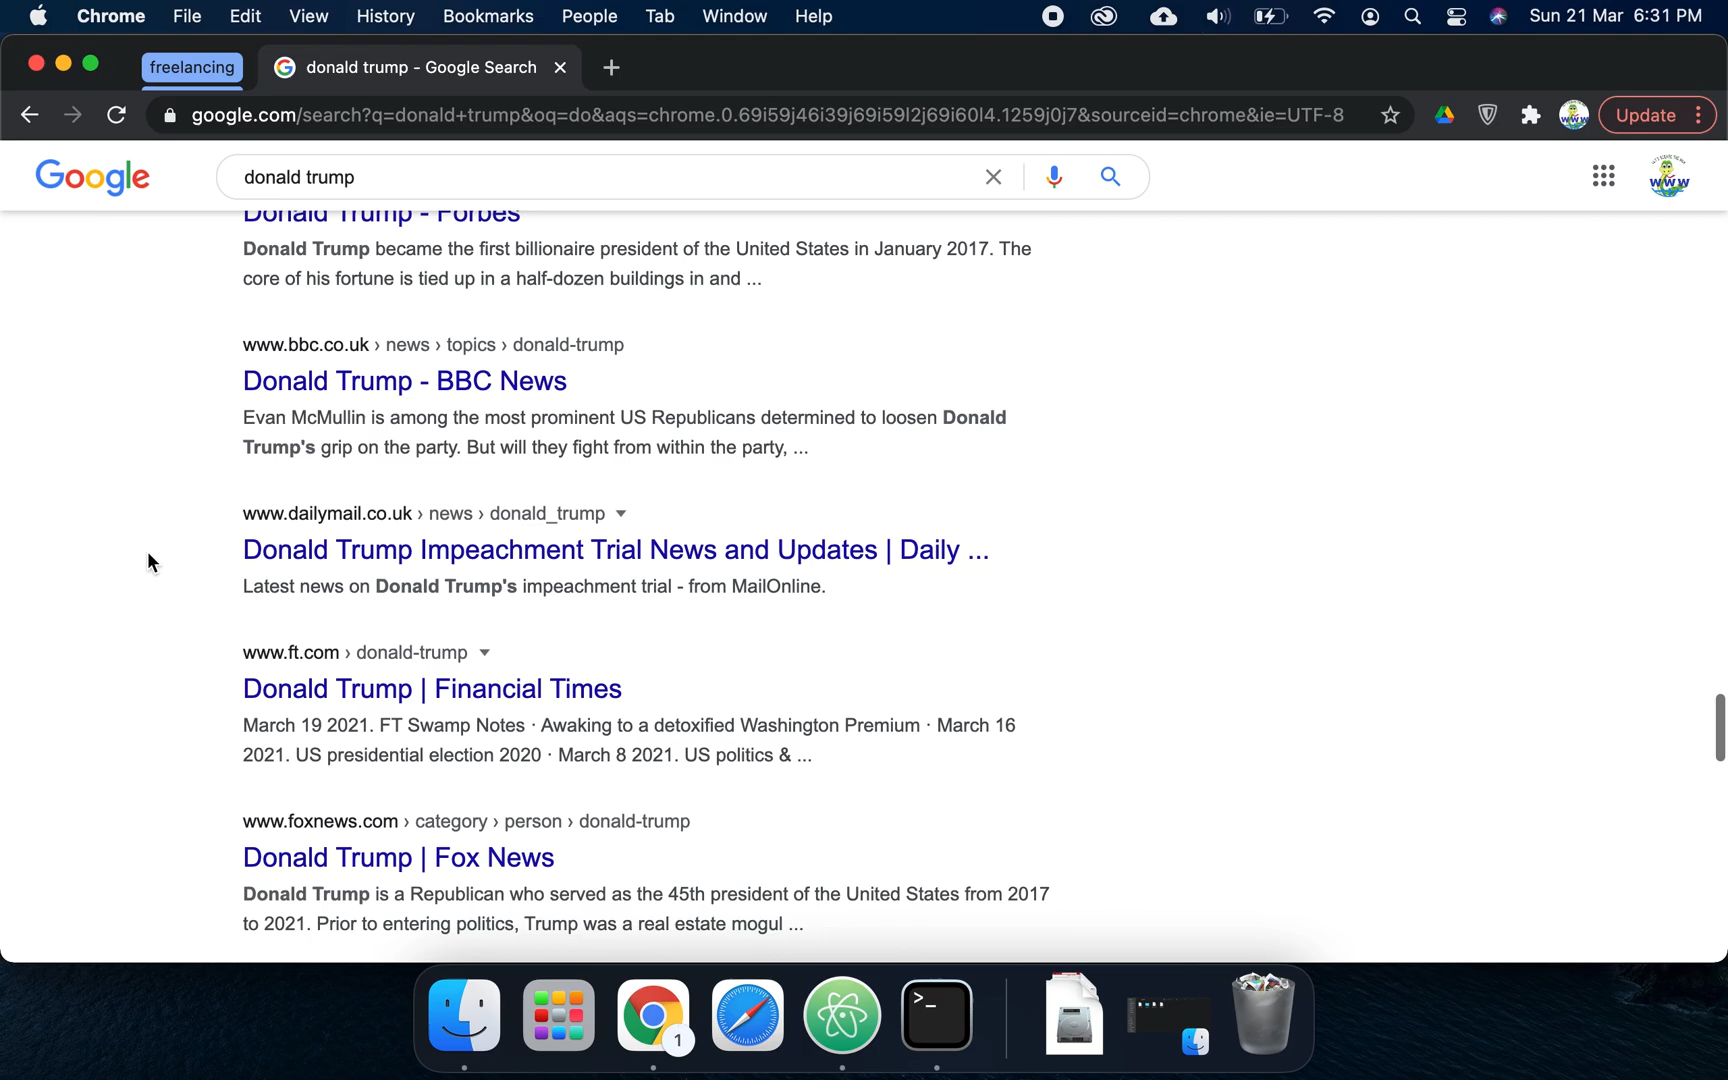 Chrome File Edit View History Bookmarks People Tab Window Help Sun 21 Mar 6:31 PM
freelancing donald trump - Google Search
google.com/search?q=donald+trump&oq=do&aqs=chrome.0.69i59j46i39j69i59l2j69i60l4.1259j0j7&sourceid=chrome&ie=UTF-8 Update
Google donald trump WWW
Donald Trump - Forbes
Donald Trump became the first billionaire president of the United States in January 2017. The
core of his fortune is tied up in a half-dozen buildings in and ...
www.bbc.co.uk › news › topics › donald-trump
Donald Trump - BBC News
Evan McMullin is among the most prominent US Republicans determined to loosen Donald
Trump's grip on the party. But will they fight from within the party, ...
www.dailymail.co.uk › news › donald_trump
Donald Trump Impeachment Trial News and Updates | Daily ...
Latest news on Donald Trump's impeachment trial - from MailOnline.
www.ft.com › donald-trump
Donald Trump | Financial Times
March 19 2021. FT Swamp Notes · Awaking to a detoxified Washington Premium · March 16
2021. US presidential election 2020 · March 8 2021. US politics & ...
www.foxnews.com › category › person › donald-trump
Donald Trump | Fox News
Donald Trump is a Republican who served as the 45th president of the United States from 2017
to 2021. Prior to entering politics, Trump was a real estate mogul ...
1